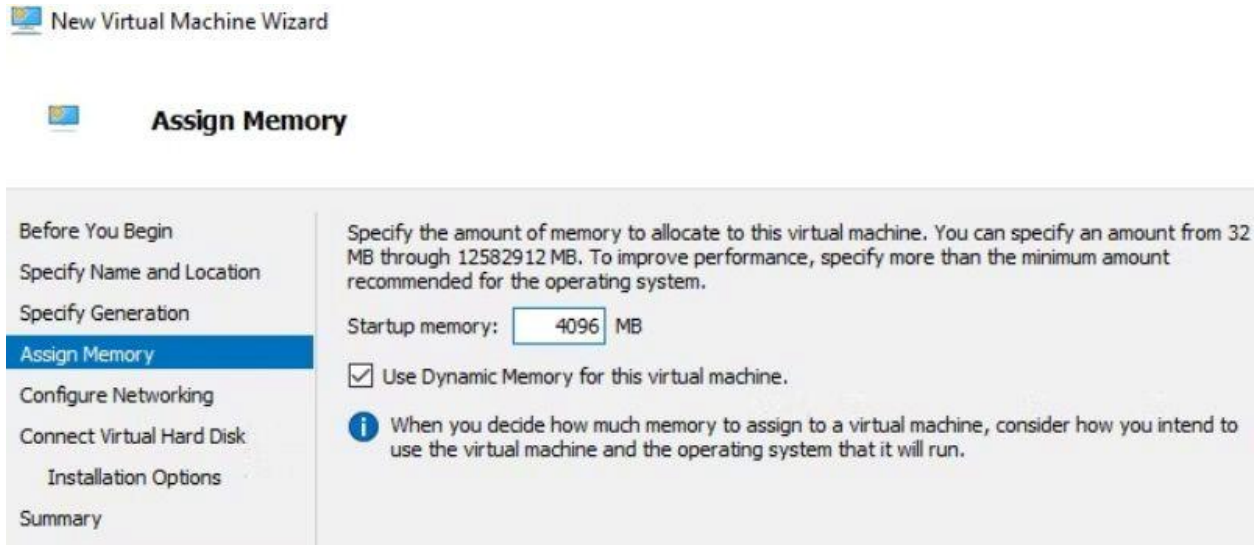 New Virtual Machine Wizard
Assign Memory
Before You Begin
Specify Name and Location
Specify Generation
Assign Memory
Configure Networking
Connect Virtual Hard Disk
Installation Options
Summary
Specify the amount of memory to allocate to this virtual machine. You can specify an amount from 32
MB through 12582912 MB. To improve performance, specify more than the minimum amount
recommended for the operating system.
Startup memory: 4096 MB
Use Dynamic Memory for this virtual machine.
When you decide how much memory to assign to a virtual machine, consider how you intend to
use the virtual machine and the operating system that it will run.